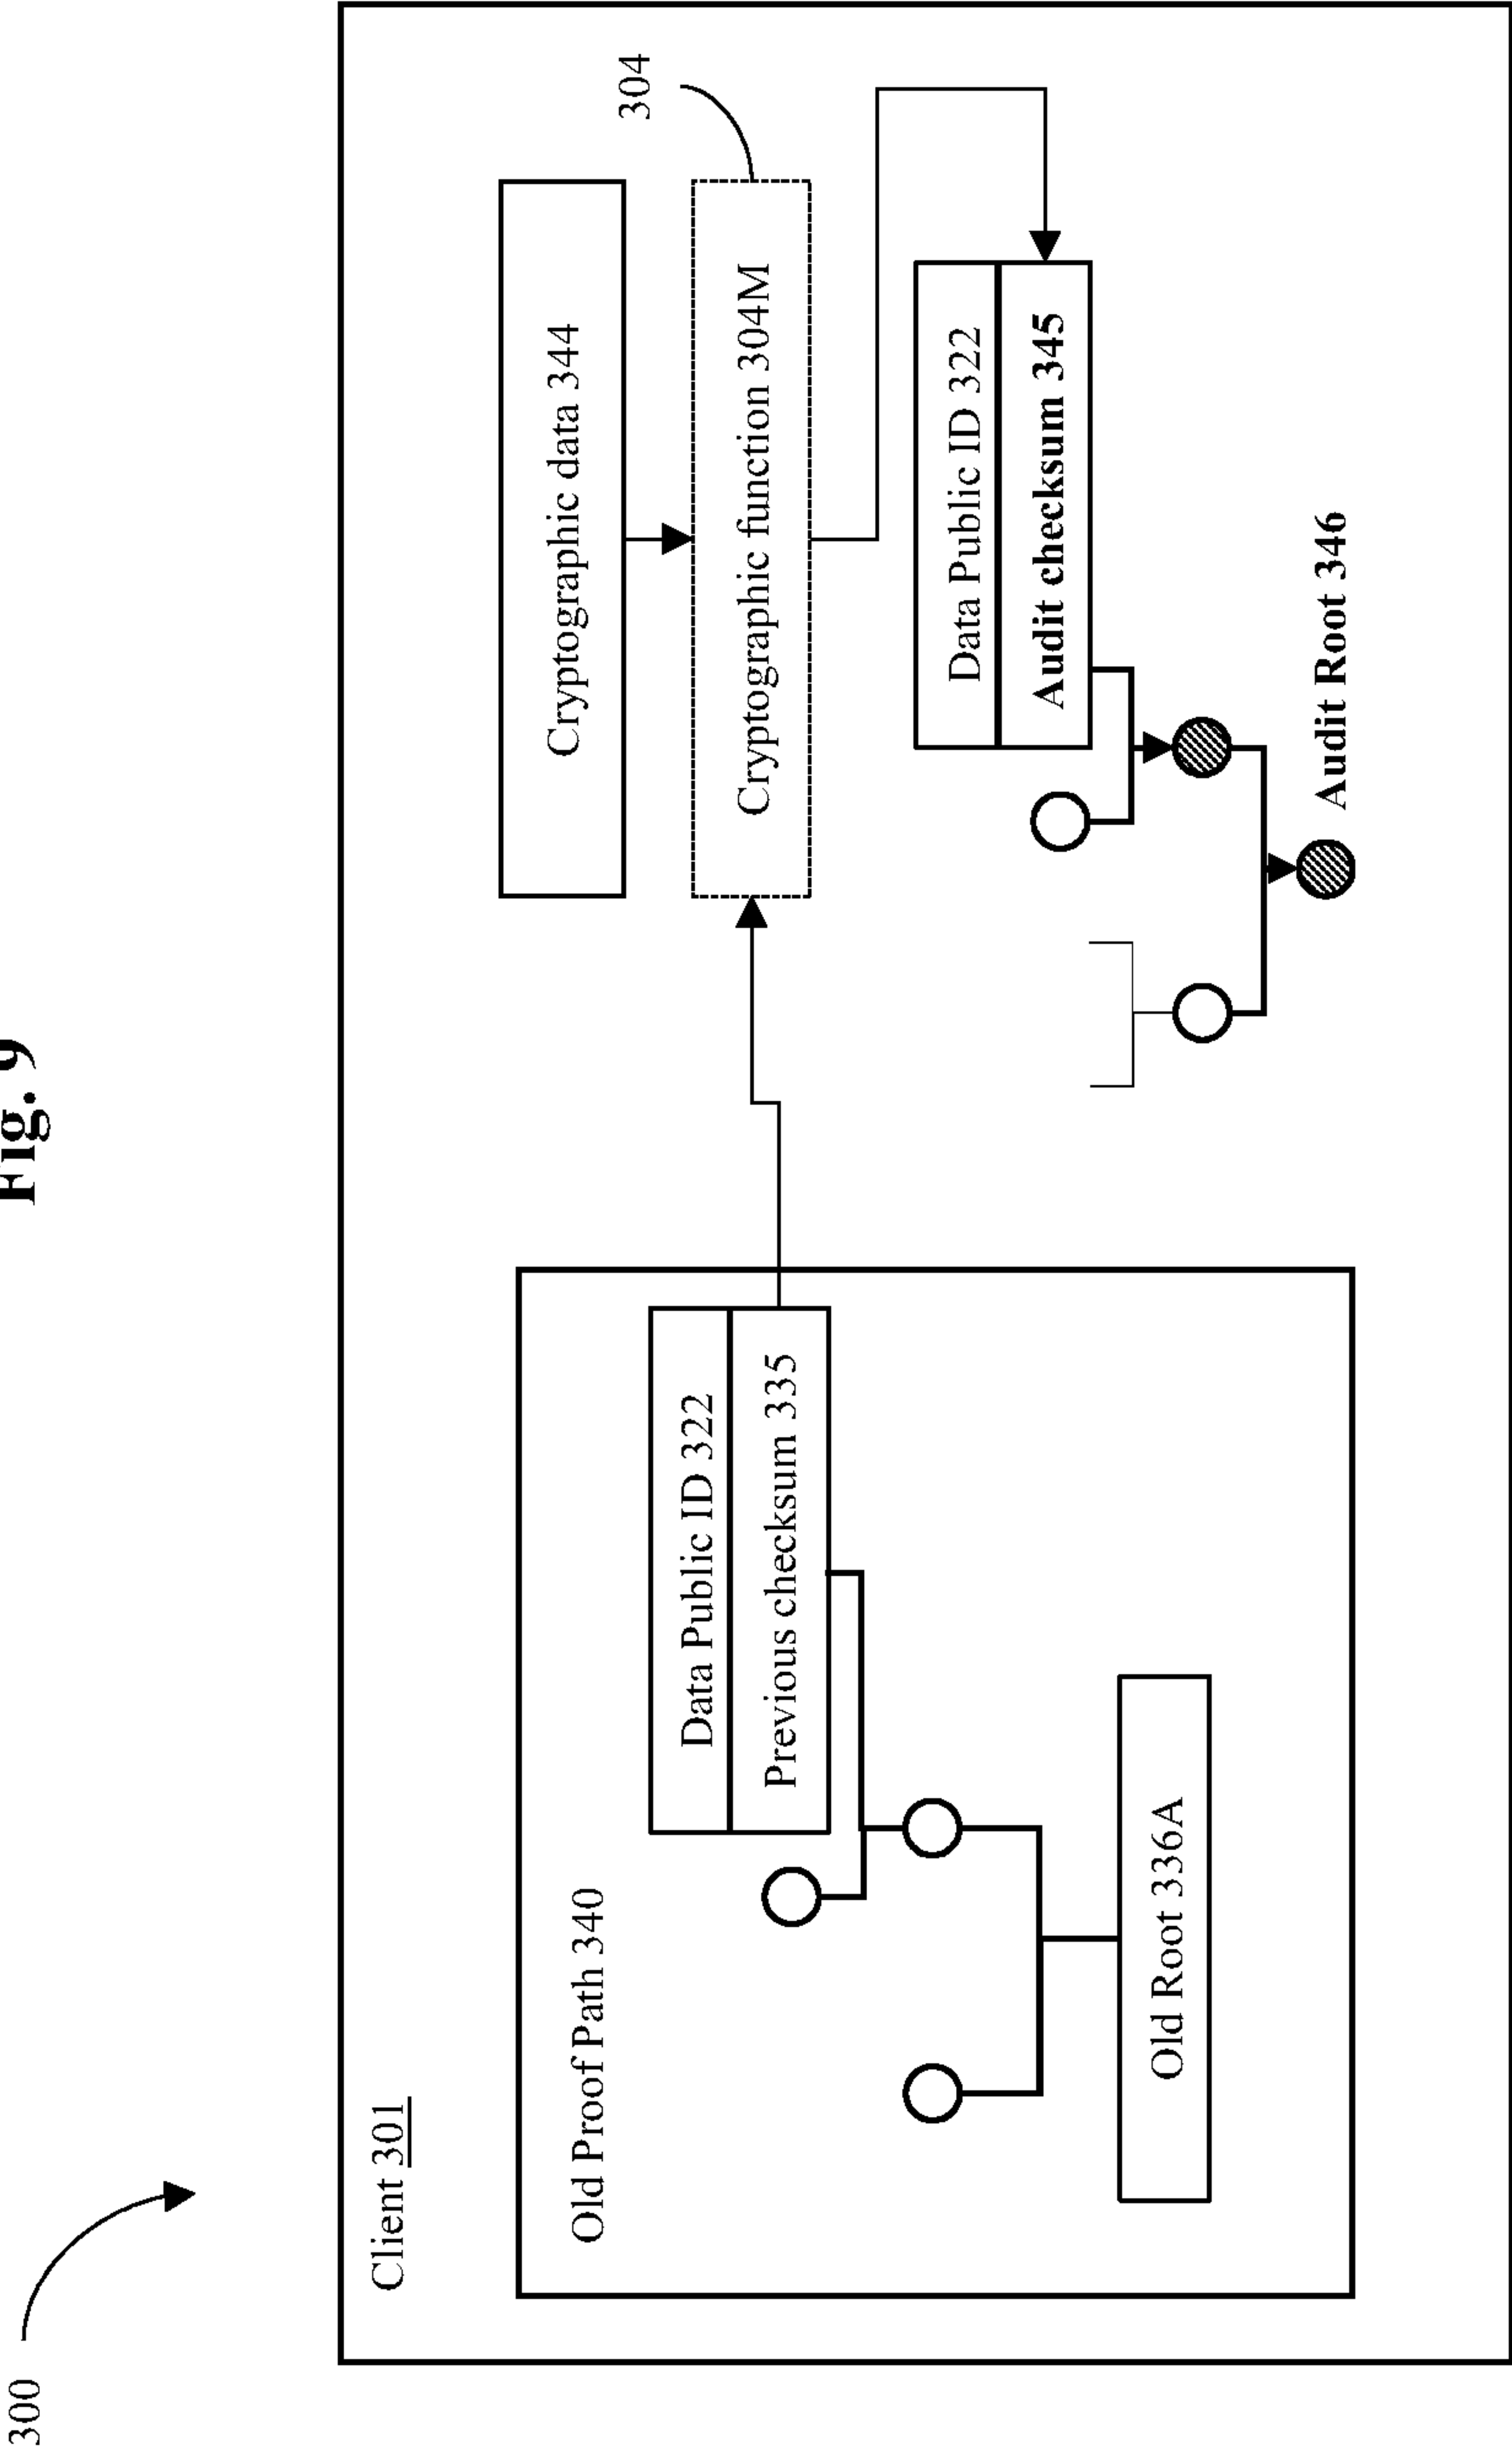 Fig. 9
300
Client 301
Old Proof Path 340
Data Public ID 322
Previous checksum 335
Old Root 336A
Cryptographic data 344
304
Cryptographic function 304M
Data Public ID 322
Audit checksum 345
Audit Root 346